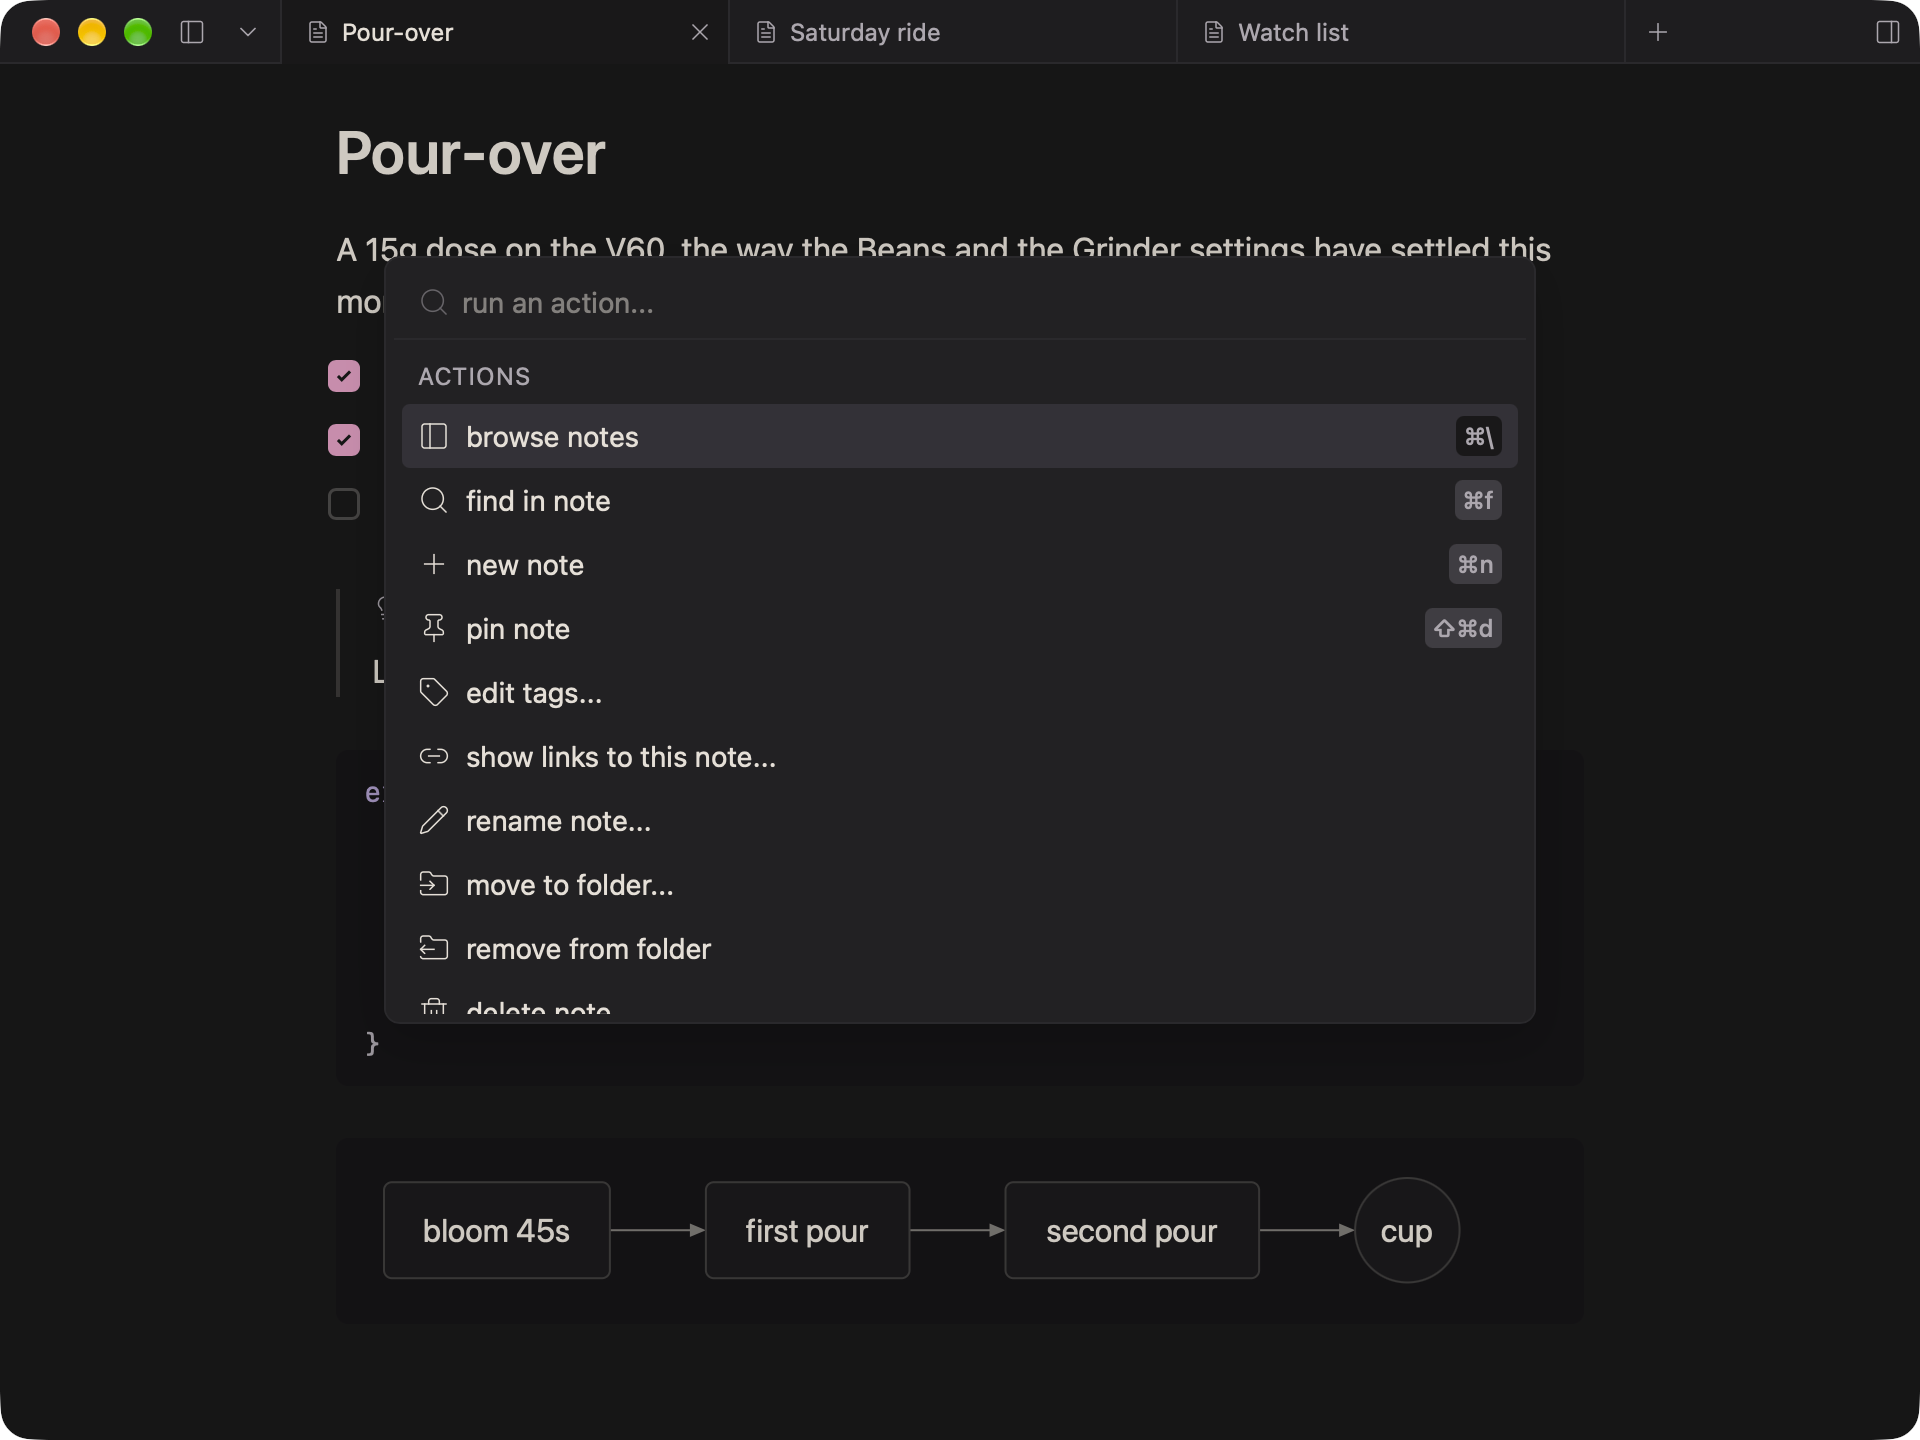 Pour-over
Saturday ride
Watch list
Pour-over
A 15g dose on the V60, the way the Beans and the Grinder settings have settled this
run an action...
ACTIONS
browse notes ⌘\
find in note ⌘f
new note ⌘n
pin note ⇧⌘d
edit tags...
show links to this note...
rename note...
move to folder...
remove from folder
delete note
}
bloom 45s
first pour
second pour
cup